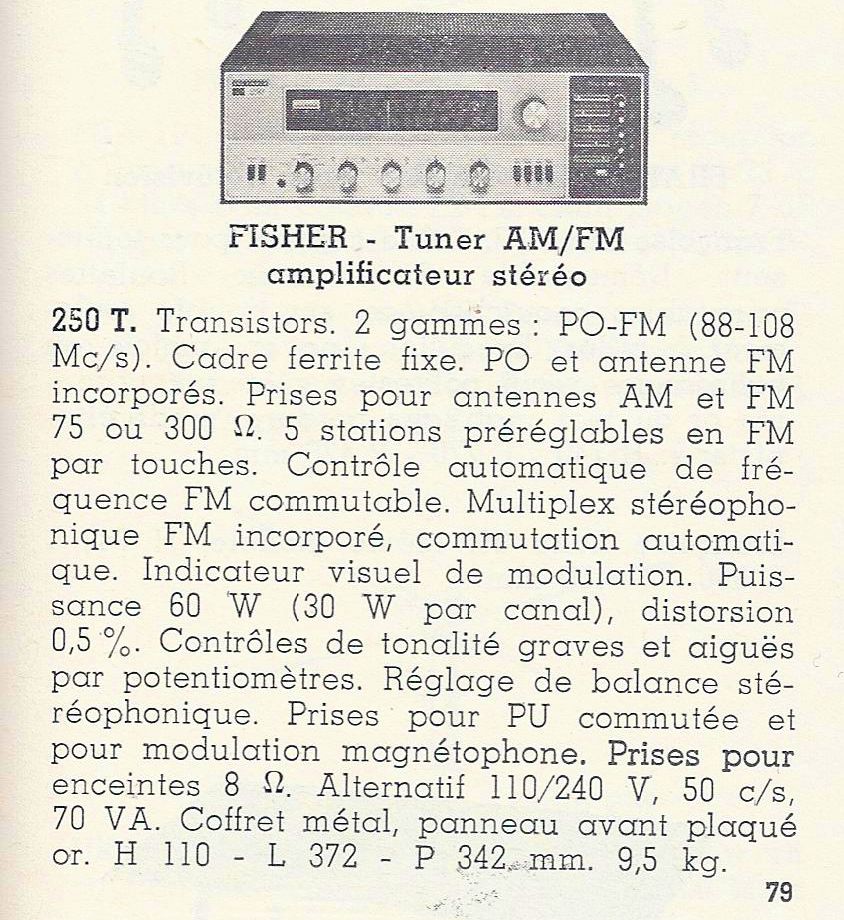 FISHER - Tuner AM/FM
amplificateur stéréo
250 T. Transistors. 2 gammes : PO-FM (88-108
Mc/s). Cadre ferrite fixe. PO et antenne FM
incorporés. Prises pour antennes AM et FM
75 ou 300 Ω. 5 stations préréglables en FM
par touches. Contrôle automatique de fré-
quence FM commutable. Multiplex stéréopho-
nique FM incorporé, commutation automati-
que. Indicateur visuel de modulation. Puis-
sance 60 W (30 W par canal), distorsion
0,5 %. Contrôles de tonalité graves et aiguës
par potentiomètres. Réglage de balance sté-
réophonique. Prises pour PU commutée et
pour modulation magnétophone. Prises pour
enceintes 8 Ω. Alternatif 110/240 V, 50 c/s,
70 VA. Coffret métal, panneau avant plaqué
or. H 110 - L 372 - P 342 mm. 9,5 kg.
79